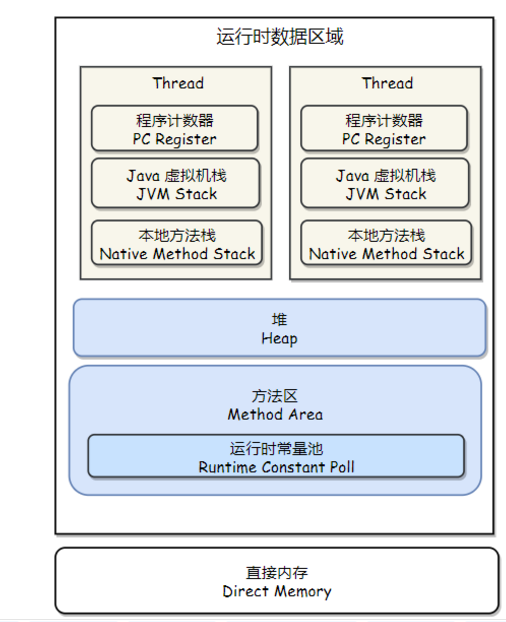 运行时数据区域
Thread
程序计数器
PC Register
Java 虚拟机栈
JVM Stack
本地方法栈
Native Method Stack
Thread
程序计数器
PC Register
Java 虚拟机栈
JVM Stack
本地方法栈
Native Method Stack
堆
Heap
方法区
Method Area
运行时常量池
Runtime Constant Poll
直接内存
Direct Memory